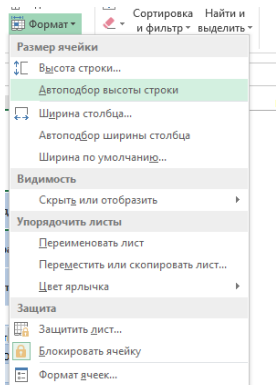 Сортировка Найти и
Формат и фильтр выделить
Размер ячейки
Высота строки...
Автоподбор высоты строки
Ширина столбца...
Автоподбор ширины столбца
Ширина по умолчанию...
Видимость
Скрыть или отобразить
Упорядочить листы
Переименовать лист
Переместить или скопировать лист...
Цвет ярлычка
Защита
Защитить лист...
Блокировать ячейку
Формат ячеек...